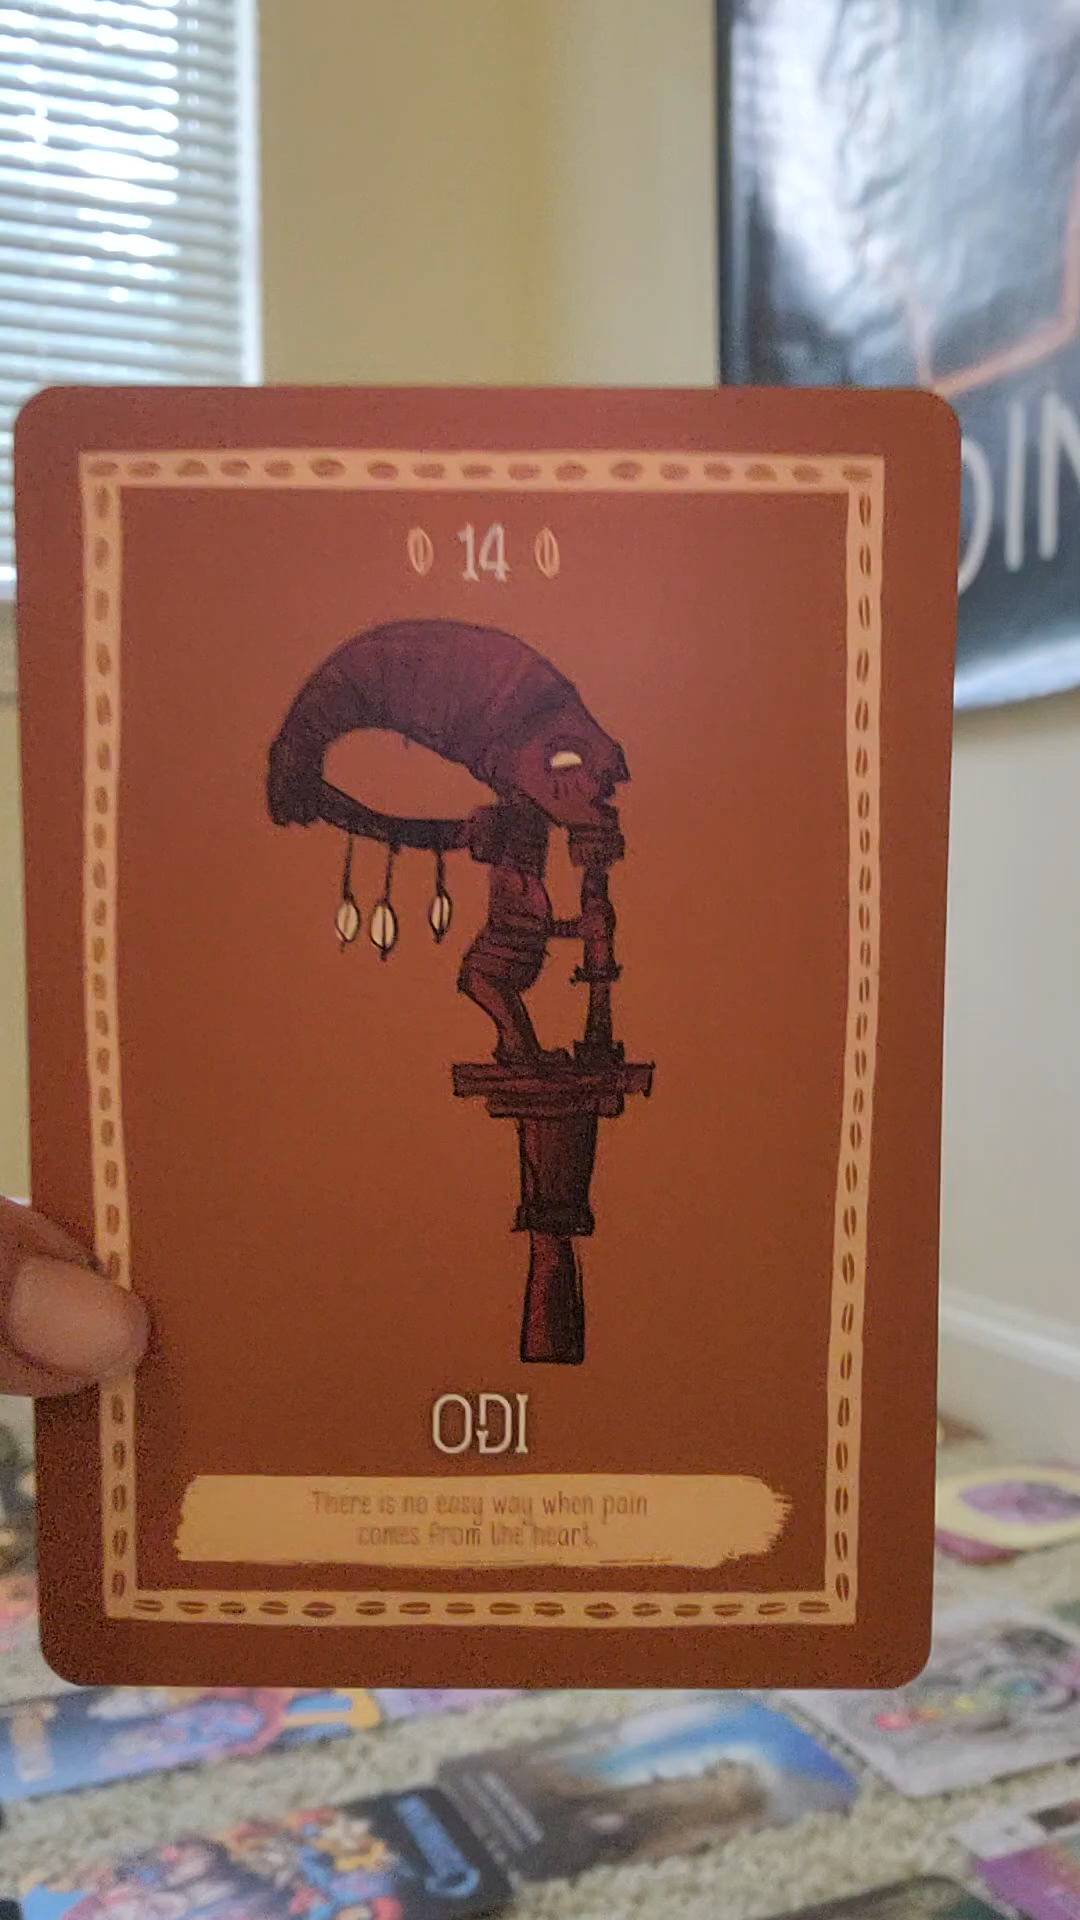 14
ODI
There is no easy way when pain
comes from the heart.